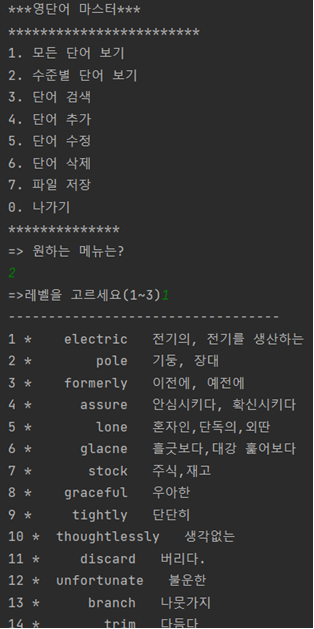 ***영단어 마스터***
************************
1. 모든 단어 보기
2. 수준별 단어 보기
3. 단어 검색
4. 단어 추가
5. 단어 수정
6. 단어 삭제
7. 파일 저장
0. 나가기
**************
=> 원하는 메뉴는?
2
=>레벨을 고르세요(1~3)1
----------------------------------
1 * electric 전기의, 전기를 생산하는
2 * pole 기둥, 장대
3 * formerly 이전에, 예전에
4 * assure 안심시키다, 확신시키다
5 * lone 혼자인,단독의,외딴
6 * glacne 흘긋보다,대강 훑어보다
7 * stock 주식,재고
8 * graceful 우아한
9 * tightly 단단히
10 * thoughtlessly 생각없는
11 * discard 버리다.
12 * unfortunate 불운한
13 * branch 나뭇가지
14 * trim 다듬다